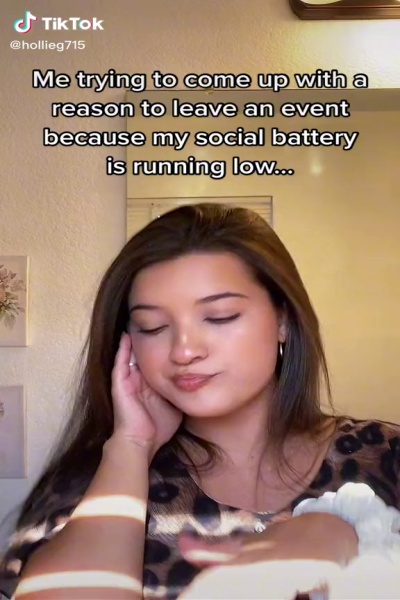 TikTok
@hollieg715
Me trying to come up with a
reason to leave an event
because my social battery
is running low...